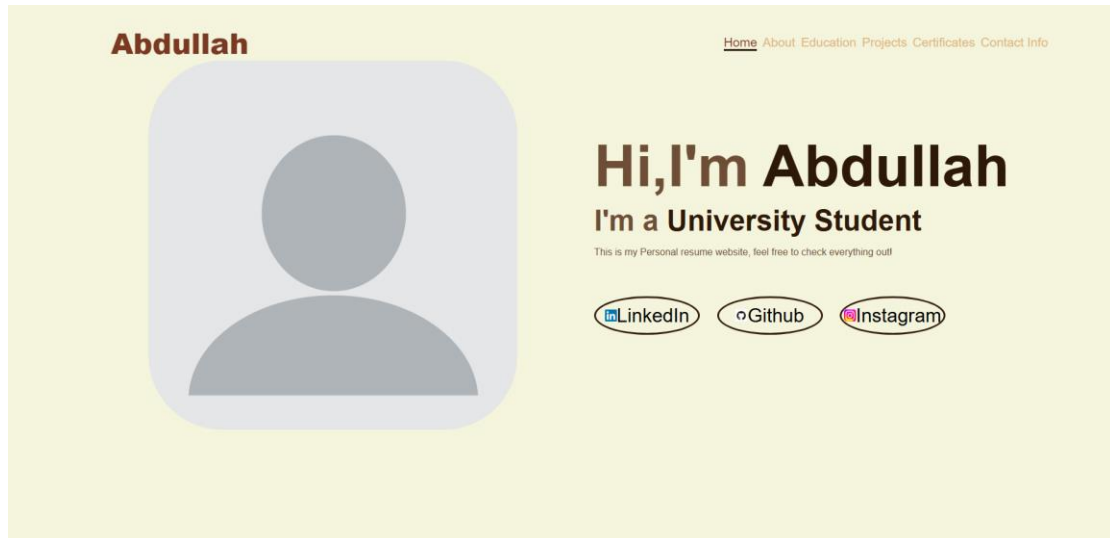 Abdullah
Home About Education Projects Certificates Contact Info
Hi,I'm Abdullah
I'm a University Student
This is my Personal resume website, feel free to check everything out!
LinkedIn Github Instagram